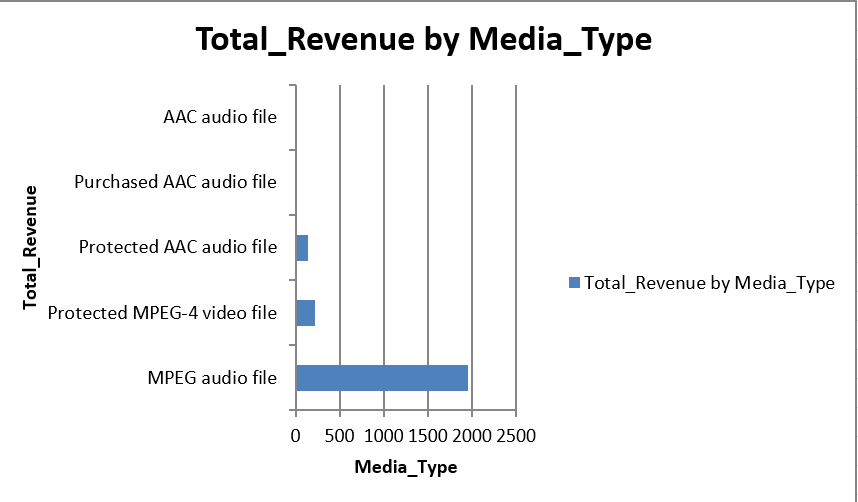 Total_Revenue by Media_Type
Total_Revenue
AAC audio file
Purchased AAC audio file
Protected AAC audio file
Protected MPEG-4 video file
MPEG audio file
0 500 1000 1500 2000 2500
Media_Type
Total_Revenue by Media_Type